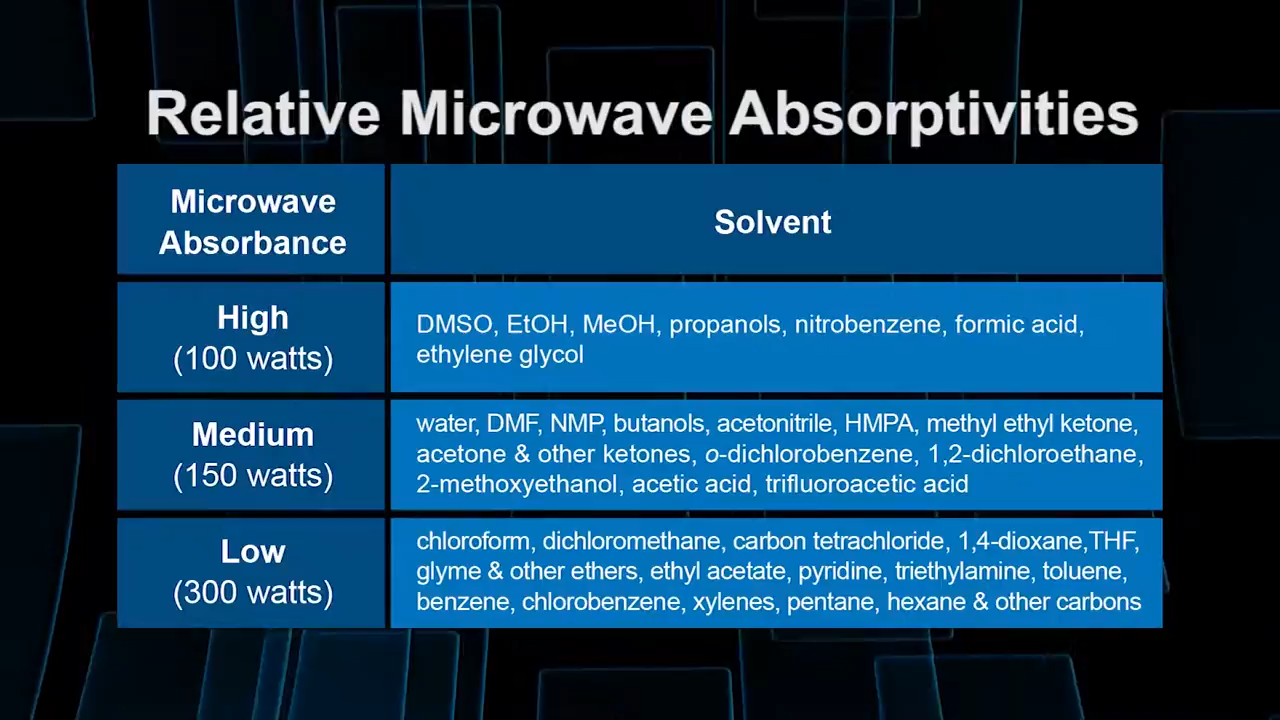 Relative Microwave Absorptivities
Microwave
Absorbance
Solvent
High
(100 watts)
DMSO, EtOH, MeOH, propanols, nitrobenzene, formic acid,
ethylene glycol
Medium
(150 watts)
water, DMF, NMP, butanols, acetonitrile, HMPA, methyl ethyl ketone,
acetone & other ketones, o-dichlorobenzene, 1,2-dichloroethane,
2-methoxyethanol, acetic acid, trifluoroacetic acid
Low
(300 watts)
chloroform, dichloromethane, carbon tetrachloride, 1,4-dioxane,THF,
glyme & other ethers, ethyl acetate, pyridine, triethylamine, toluene,
benzene, chlorobenzene, xylenes, pentane, hexane & other carbons